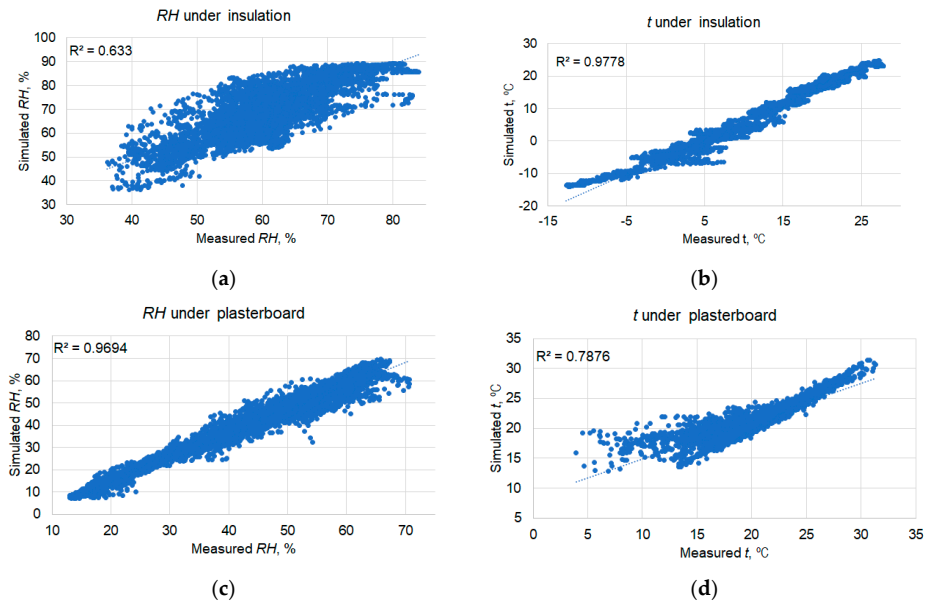 RH under insulation
R² = 0.633
Simulated RH, %
100
90
80
70
60
50
40
30
30
40
50
60
70
80
Measured RH, %
(a)
t under insulation
R² = 0.9778
Simulated t, ºC
30
20
10
0
-10
-20
-15
-5
5
15
25
Measured t, ºC
(b)
RH under plasterboard
R² = 0.9694
Simulated RH, %
80
70
60
50
40
30
20
10
0
10
20
30
40
50
60
70
Measured RH, %
(c)
t under plasterboard
R² = 0.7876
Simulated t, ºC
35
30
25
20
15
10
5
0
5
10
15
20
25
30
35
Measured t, ºC
(d)